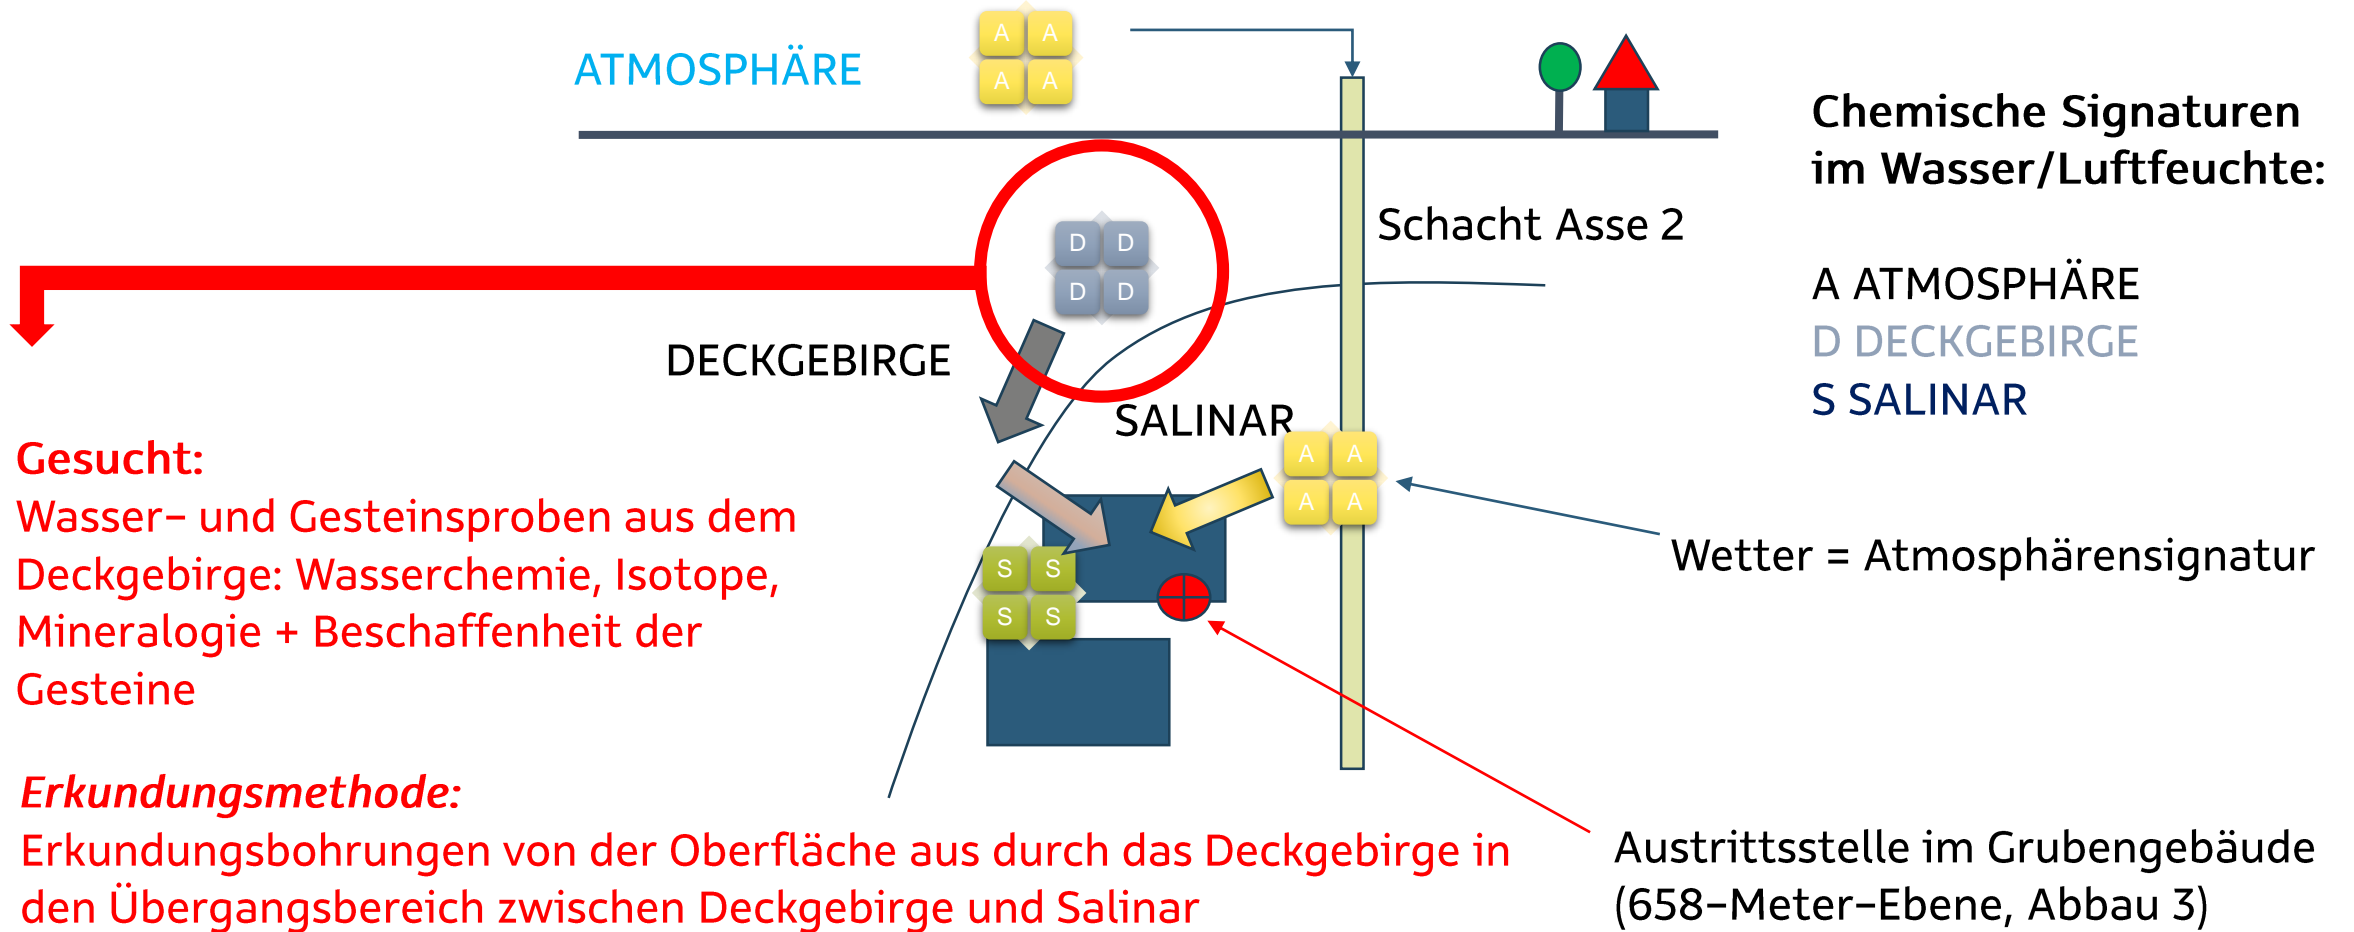 ATMOSPHÄRE
A A
A A
Chemische Signaturen
im Wasser/Luftfeuchte:
A ATMOSPHÄRE
D DECKGEBIRGE
S SALINAR
Schacht Asse 2
D D
D D
DECKGEBIRGE
SALINAR
A A
A A
Wetter = Atmosphärensignatur
S S
S S
Gesucht:
Wasser- und Gesteinsproben aus dem
Deckgebirge: Wasserchemie, Isotope,
Mineralogie + Beschaffenheit der
Gesteine
Erkundungsmethode:
Erkundungsbohrungen von der Oberfläche aus durch das Deckgebirge in
den Übergangsbereich zwischen Deckgebirge und Salinar
Austrittsstelle im Grubengebäude
(658-Meter-Ebene, Abbau 3)